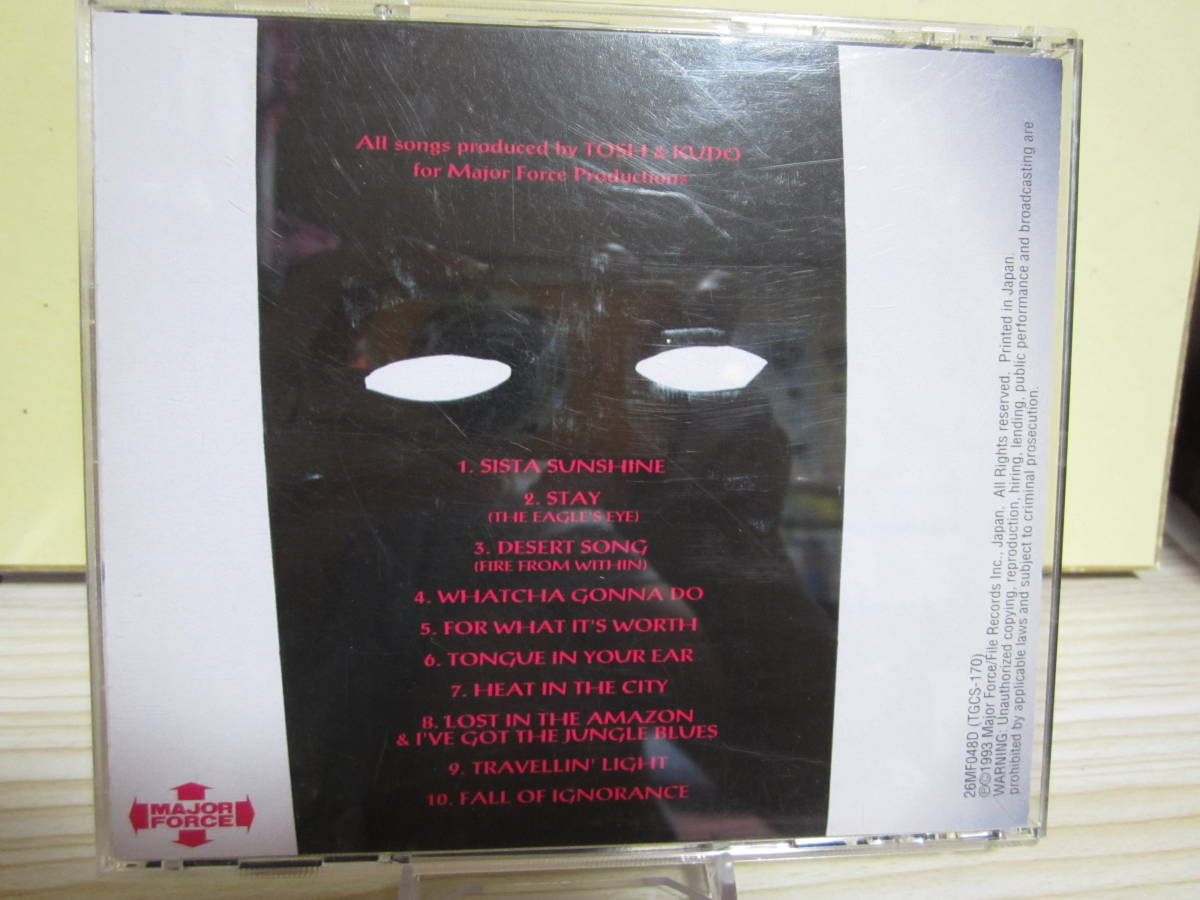 All songs produced by TOSH & KUDO
for Major Force Productions
1. SISTA SUNSHINE
2. STAY
(THE EAGLE'S EYE)
3. DESERT SONG
(FIRE FROM WITHIN)
4. WHATCHA GONNA DO
5. FOR WHAT IT'S WORTH
6. TONGUE IN YOUR EAR
7. HEAT IN THE CITY
8. LOST IN THE AMAZON
& I'VE GOT THE JUNGLE BLUES
9. TRAVELLIN' LIGHT
10. FALL OF IGNORANCE
MAJOR
FORCE
26MF048D (TGCS-170)
Ⓟ©1993 Major Force/File Records Inc., Japan. All Rights reserved. Printed in Japan.
WARNING: Unauthorized copying, reproduction, hiring, lending, public performance and broadcasting are
prohibited by applicable laws and subject to criminal prosecution.